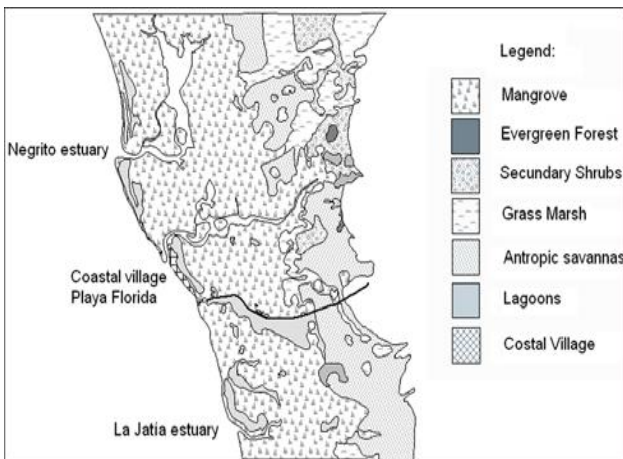 Legend:
Mangrove
Evergreen Forest
Secundary Shrubs
Grass Marsh
Antropic savannas
Lagoons
Costal Village
Negrito estuary
Coastal village
Playa Florida
La Jatía estuary